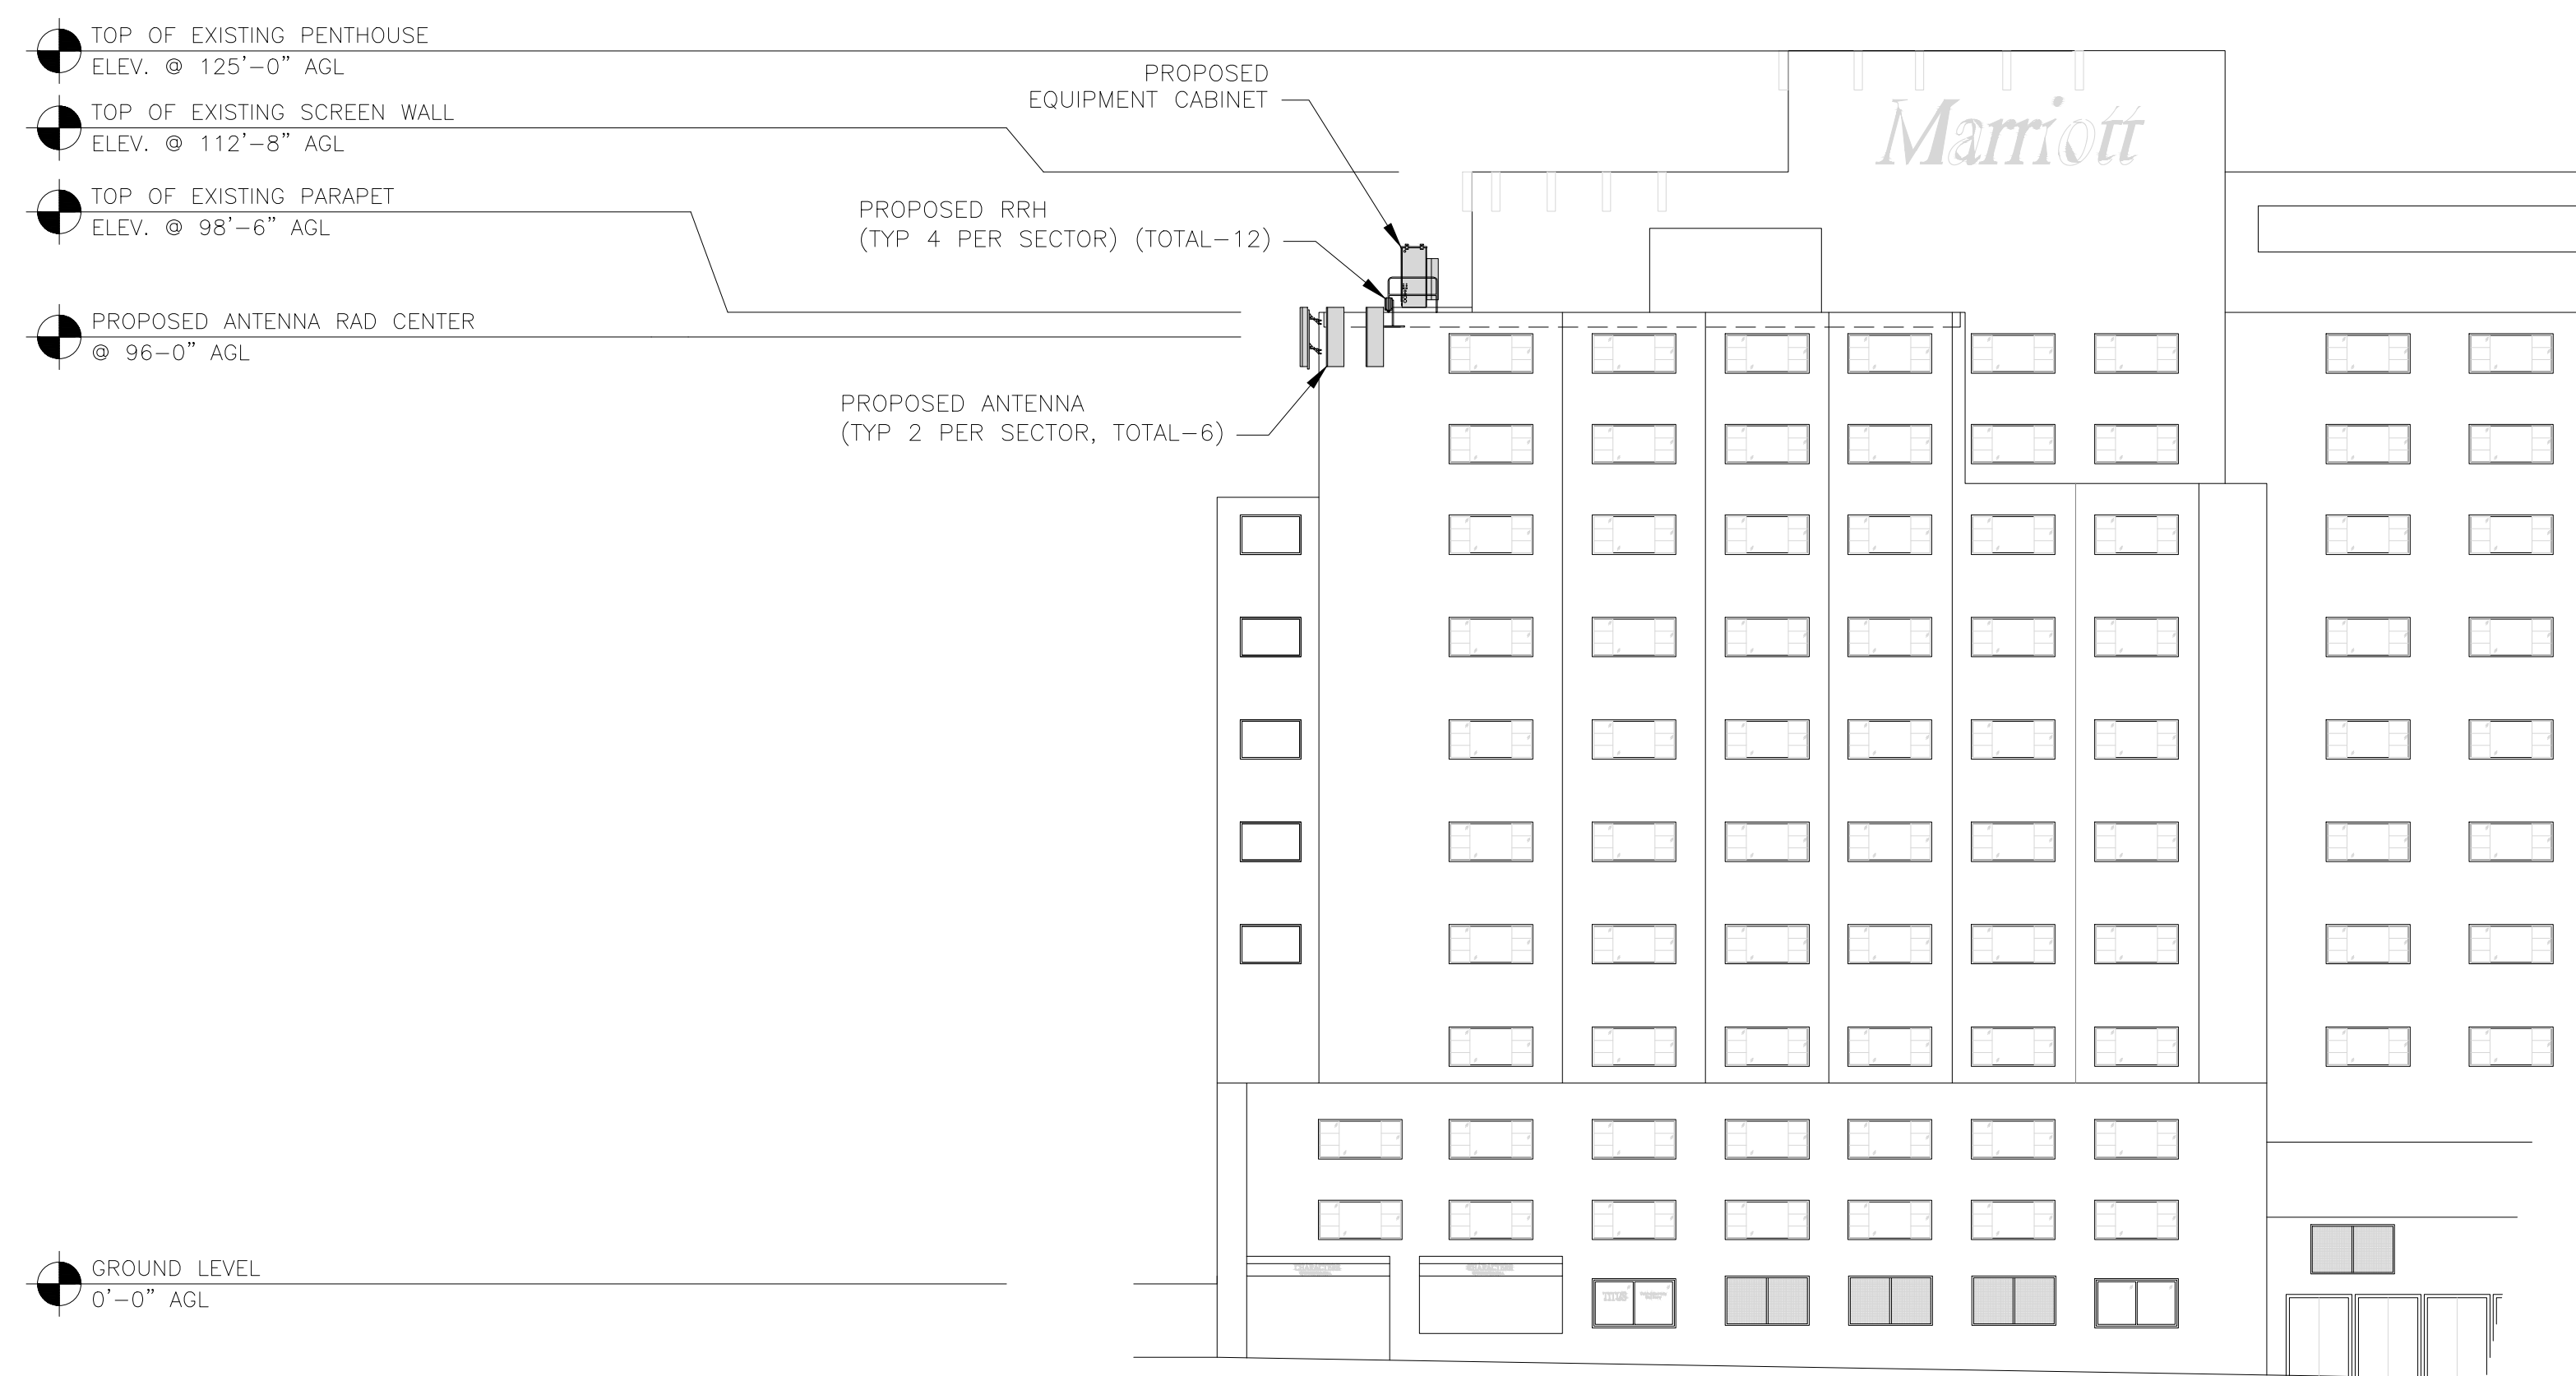 TOP OF EXISTING PENTHOUSE
ELEV. @ 125'-0" AGL
TOP OF EXISTING SCREEN WALL
ELEV. @ 112'-8" AGL
TOP OF EXISTING PARAPET
ELEV. @ 98'-6" AGL
PROPOSED ANTENNA RAD CENTER
@ 96-0" AGL
PROPOSED
EQUIPMENT CABINET
PROPOSED RRH
(TYP 4 PER SECTOR) (TOTAL-12)
PROPOSED ANTENNA
(TYP 2 PER SECTOR, TOTAL-6)
Marriott
CHARACTERS
CHARACTERS
GROUND LEVEL
0'-0" AGL